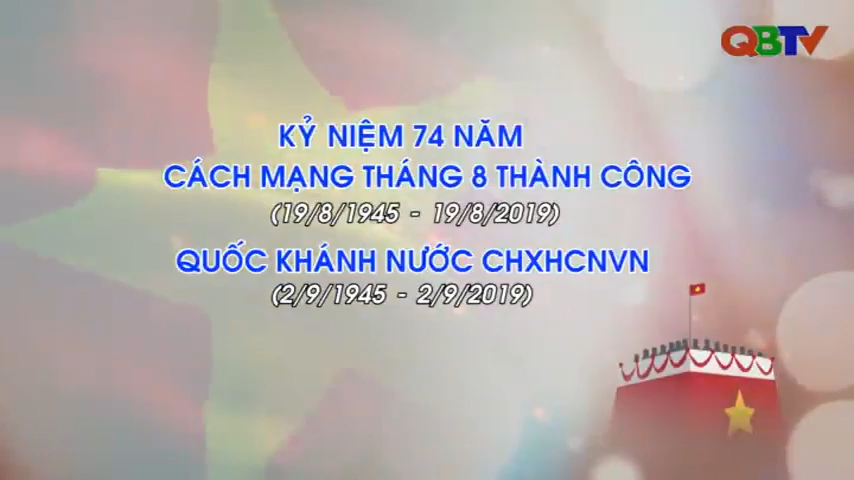 QBTV
KỶ NIỆM 74 NĂM
CÁCH MẠNG THÁNG 8 THÀNH CÔNG
(19/8/1945 - 19/8/2019)
QUỐC KHÁNH NƯỚC CHXHCNVN
(2/9/1945 - 2/9/2019)